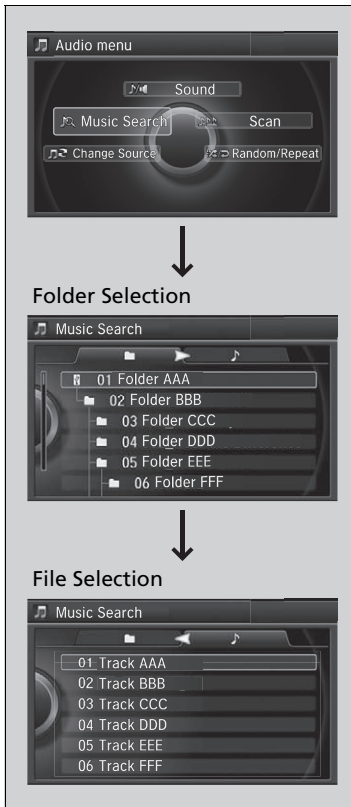 Audio menu
Sound
Music Search
Scan
Change Source
Random/Repeat
Folder Selection
Music Search
01 Folder AAA
02 Folder BBB
03 Folder CCC
04 Folder DDD
05 Folder EEE
06 Folder FFF
File Selection
Music Search
01 Track AAA
02 Track BBB
03 Track CCC
04 Track DDD
05 Track EEE
06 Track FFF